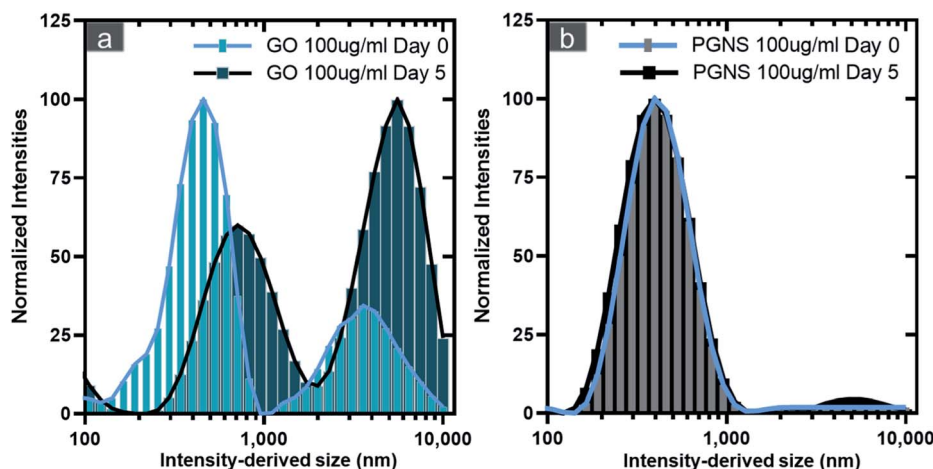 a
GO 100ug/ml Day 0
GO 100ug/ml Day 5
Normalized Intensities
125
100
75
50
25
0
100
1,000
10,000
Intensity-derived size (nm)
b
PGNS 100ug/ml Day 0
PGNS 100ug/ml Day 5
Normalized Intensities
125
100
75
50
25
0
100
1,000
10,000
Intensity-derived size (nm)